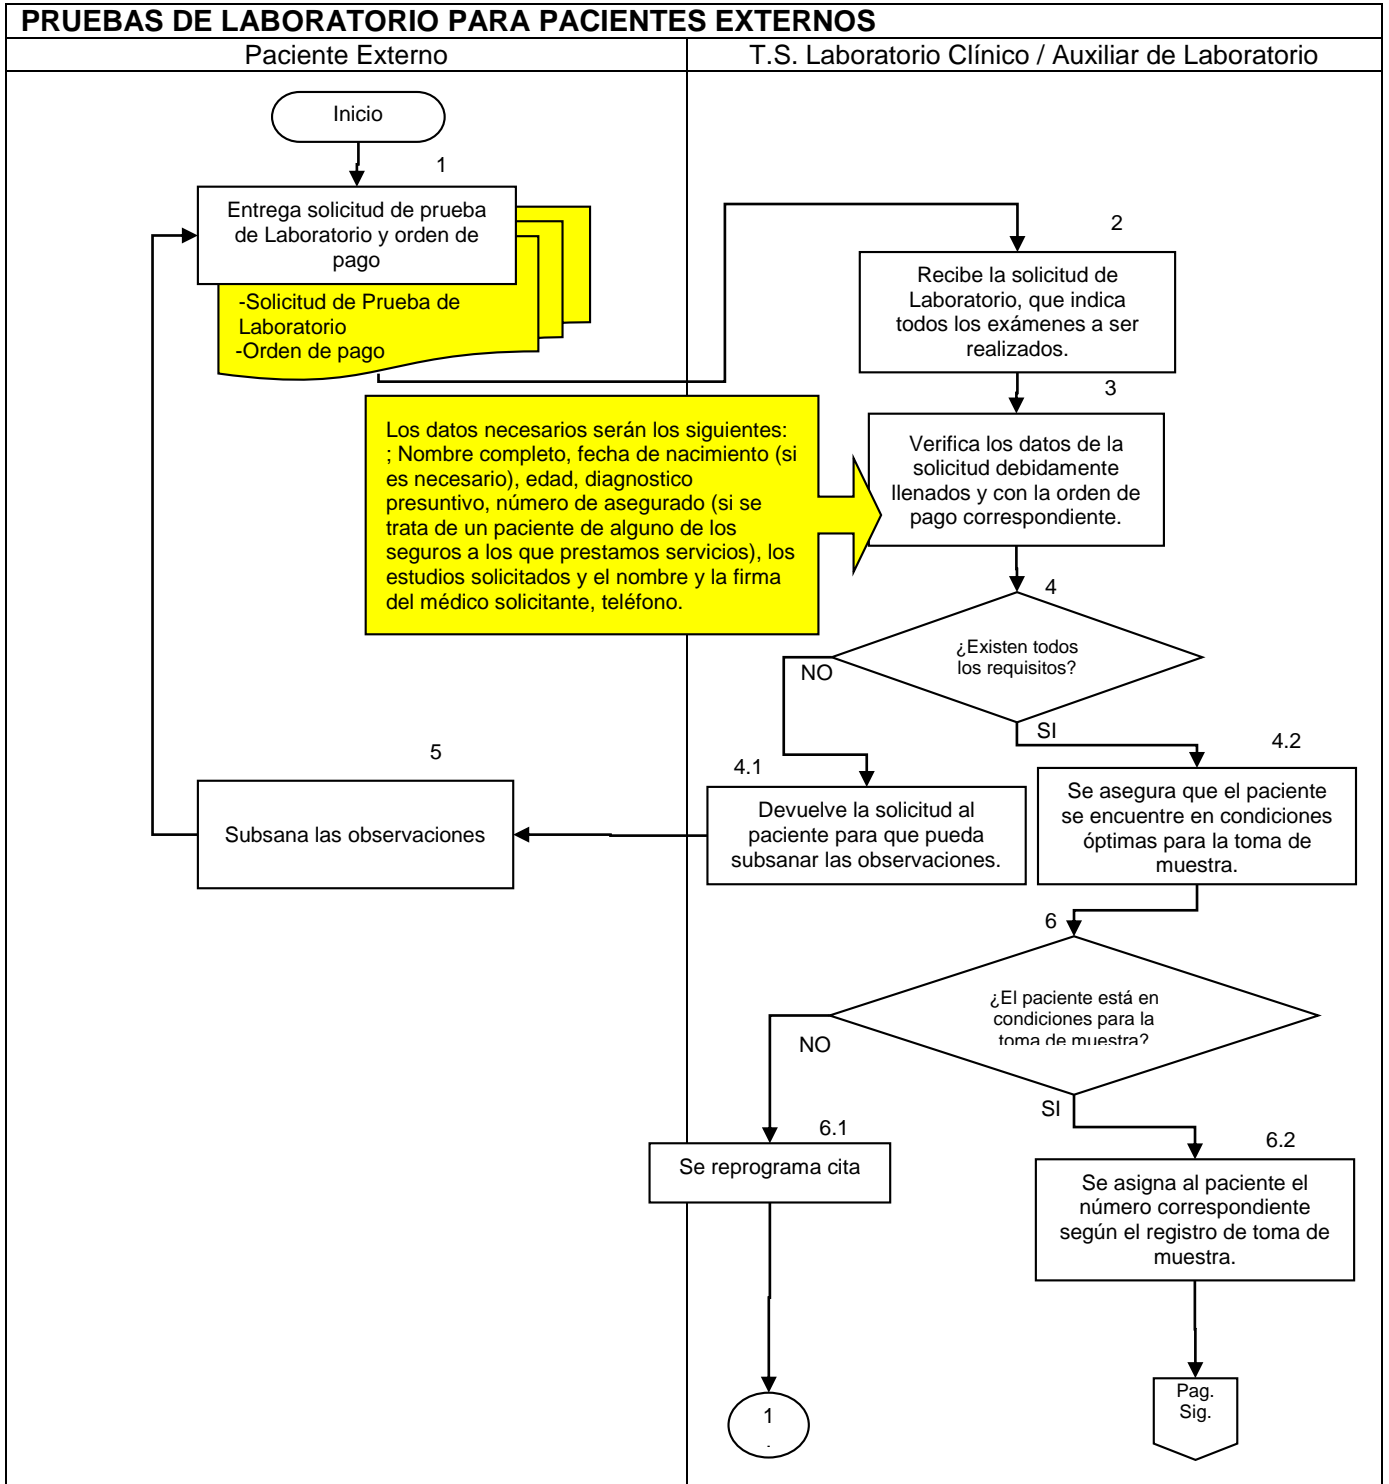 PRUEBAS DE LABORATORIO PARA PACIENTES EXTERNOS
Paciente Externo
T.S. Laboratorio Clínico / Auxiliar de Laboratorio
Inicio
1
Entrega solicitud de prueba
de Laboratorio y orden de
pago
-Solicitud de Prueba de
Laboratorio
-Orden de pago
2
Recibe la solicitud de
Laboratorio, que indica
todos los exámenes a ser
realizados.
3
Verifica los datos de la
solicitud debidamente
llenados y con la orden de
pago correspondiente.
Los datos necesarios serán los siguientes:
; Nombre completo, fecha de nacimiento (si
es necesario), edad, diagnostico
presuntivo, número de asegurado (si se
trata de un paciente de alguno de los
seguros a los que prestamos servicios), los
estudios solicitados y el nombre y la firma
del médico solicitante, teléfono.
4
¿Existen todos
los requisitos?
NO
SI
4.1
Devuelve la solicitud al
paciente para que pueda
subsanar las observaciones.
4.2
Se asegura que el paciente
se encuentre en condiciones
óptimas para la toma de
muestra.
5
Subsana las observaciones
6
¿El paciente está en
condiciones para la
toma de muestra?
NO
SI
6.1
Se reprograma cita
6.2
Se asigna al paciente el
número correspondiente
según el registro de toma de
muestra.
1
.
Pag.
Sig.